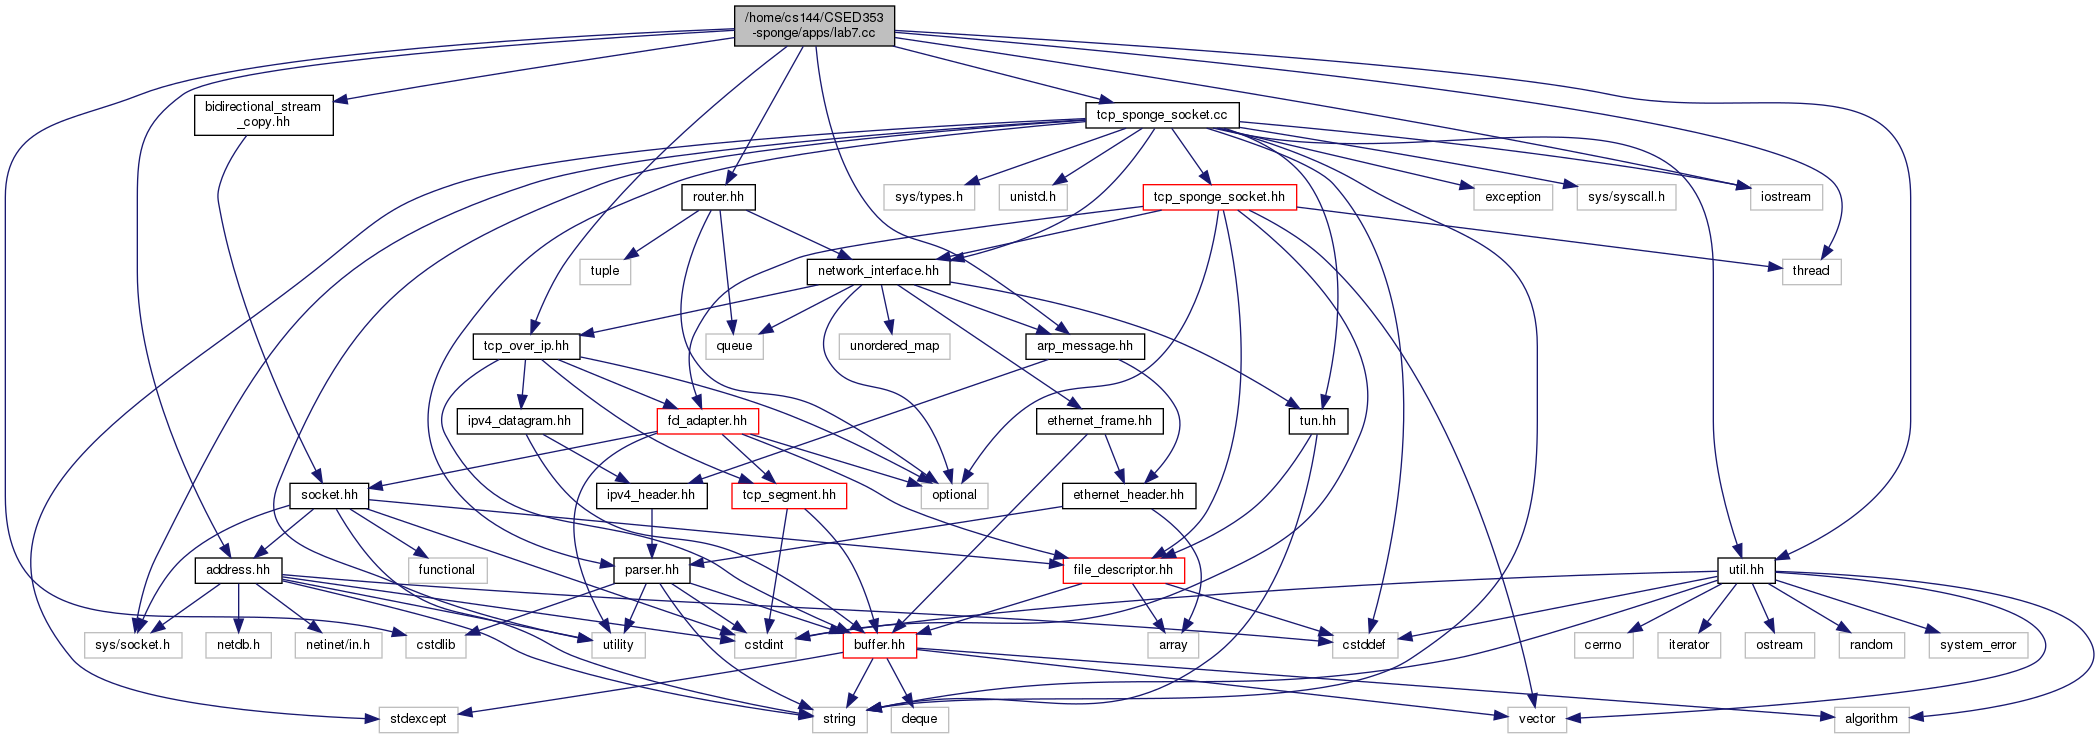 /home/cs144/CSED353
-sponge/apps/lab7.cc
bidirectional_stream
_copy.hh
tcp_sponge_socket.cc
router.hh
sys/types.h
unistd.h
tcp_sponge_socket.hh
exception
sys/syscall.h
iostream
tuple
network_interface.hh
thread
tcp_over_ip.hh
queue
unordered_map
arp_message.hh
ipv4_datagram.hh
fd_adapter.hh
ethernet_frame.hh
tun.hh
socket.hh
ipv4_header.hh
tcp_segment.hh
optional
ethernet_header.hh
address.hh
functional
parser.hh
file_descriptor.hh
util.hh
sys/socket.h
netdb.h
netinet/in.h
cstdlib
utility
cstdint
buffer.hh
array
cstddef
cerrno
iterator
ostream
random
system_error
stdexcept
string
deque
vector
algorithm